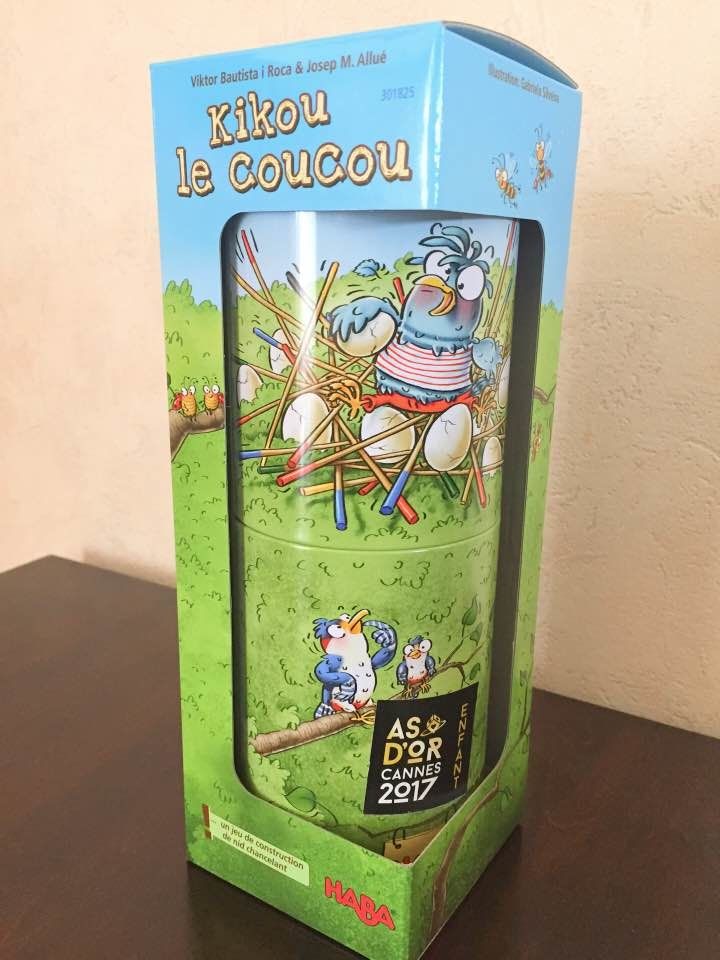 Viktor Bautista i Roca & Josep M. Allué
301825
Kikou
le coucou
Illustration: Gabriela Silveira
AS
D'OR
CANNES
2017
ENFANT
un jeu de construction
de nid chancelant
HABA